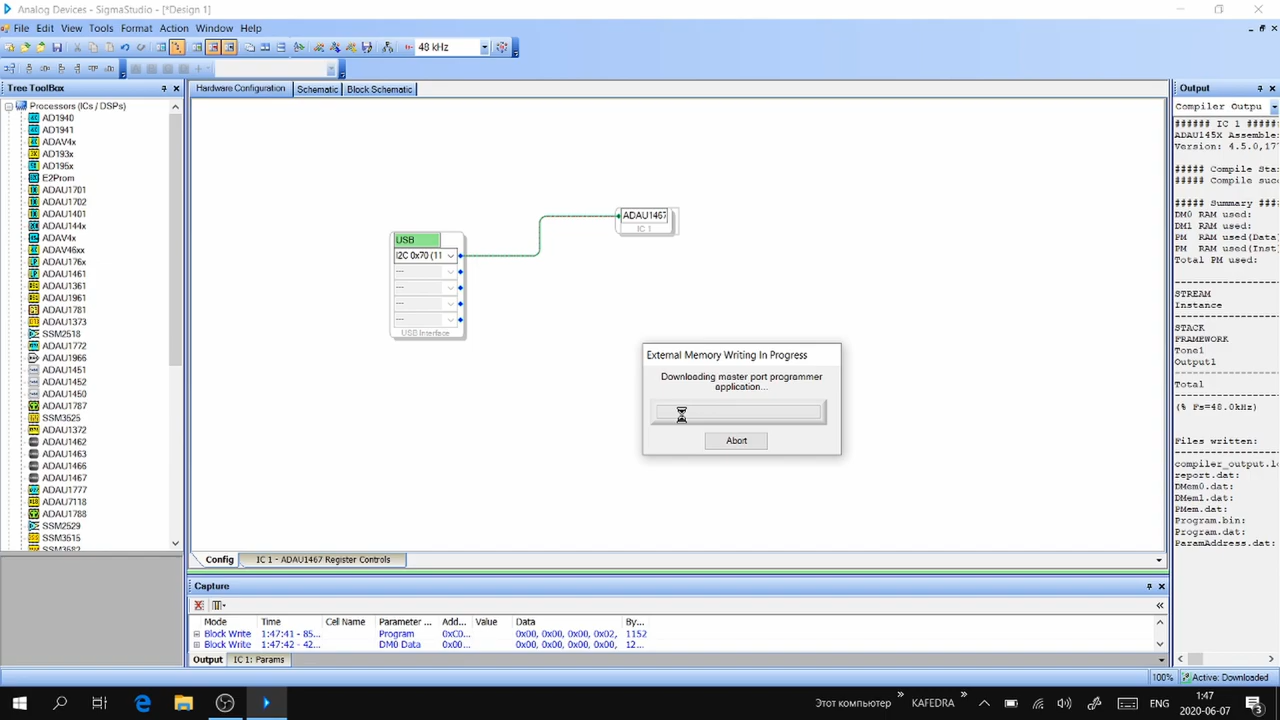 Analog Devices - SigmaStudio - [*Design 1]
File Edit View Tools Format Action Window Help
48 kHz
Tree ToolBox
Processors (ICs / DSPs)
AD1940
AD1941
ADAV4x
AD193x
AD196x
E2Prom
ADAU1701
ADAU1702
ADAU1401
ADAU144x
ADAV4x
ADAV46xx
ADAU176x
ADAU1461
ADAU1361
ADAU1961
ADAU1781
ADAU1373
SSM2518
ADAU1772
ADAU1966
ADAU1451
ADAU1452
ADAU1450
ADAU1787
SSM3525
ADAU1372
ADAU1462
ADAU1463
ADAU1466
ADAU1467
ADAU1777
ADAU7118
ADAU1788
SSM2529
SSM3515
SSM3582
Hardware Configuration Schematic Block Schematic
USB
I2C 0x70 (11
---
---
---
---
USB Interface
ADAU1467
IC 1
External Memory Writing In Progress
Downloading master port programmer
application...
Abort
Config IC 1 - ADAU1467 Register Controls
Capture
Mode Time Cell Name Parameter ... Add... Value Data By...
Block Write 1:47:41 - 85... Program 0xC0... 0x00, 0x00, 0x00, 0x02, 1152
Block Write 1:47:42 - 42... DM0 Data 0x00... 0x00, 0x00, 0x00, 0x00, 12...
Output IC 1: Params
Output
Compiler Outpu
###### IC 1 #####
ADAU145X Assemble
Version: 4.5.0,17
##### Compile Sta
##### Compile suc
##### Summary ###
DM0 RAM used:
DM1 RAM used:
PM RAM used(Data)
PM RAM used(Inst)
Total PM used:
STREAM
Instance
STACK
FRAMEWORK
Tone1
Output1
Total
(% Fs=48.0kHz)
Files written:
compiler_output.lo
report.dat:
DMem0.dat:
DMem1.dat:
PMem.dat:
Program.bin:
Program.dat:
ParamAddress.dat:
100% Active: Downloaded
Этот компьютер » KAFEDRA » ENG 1:47
2020-06-07
3